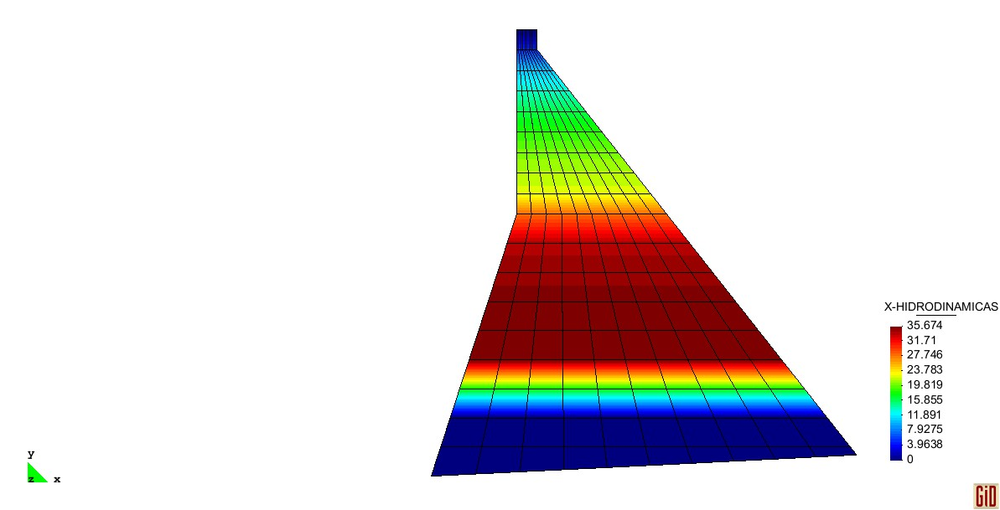 X-HIDRODINAMICAS
35.674
31.71
27.746
23.783
19.819
15.855
11.891
7.9275
3.9638
0
y
z x
GiD